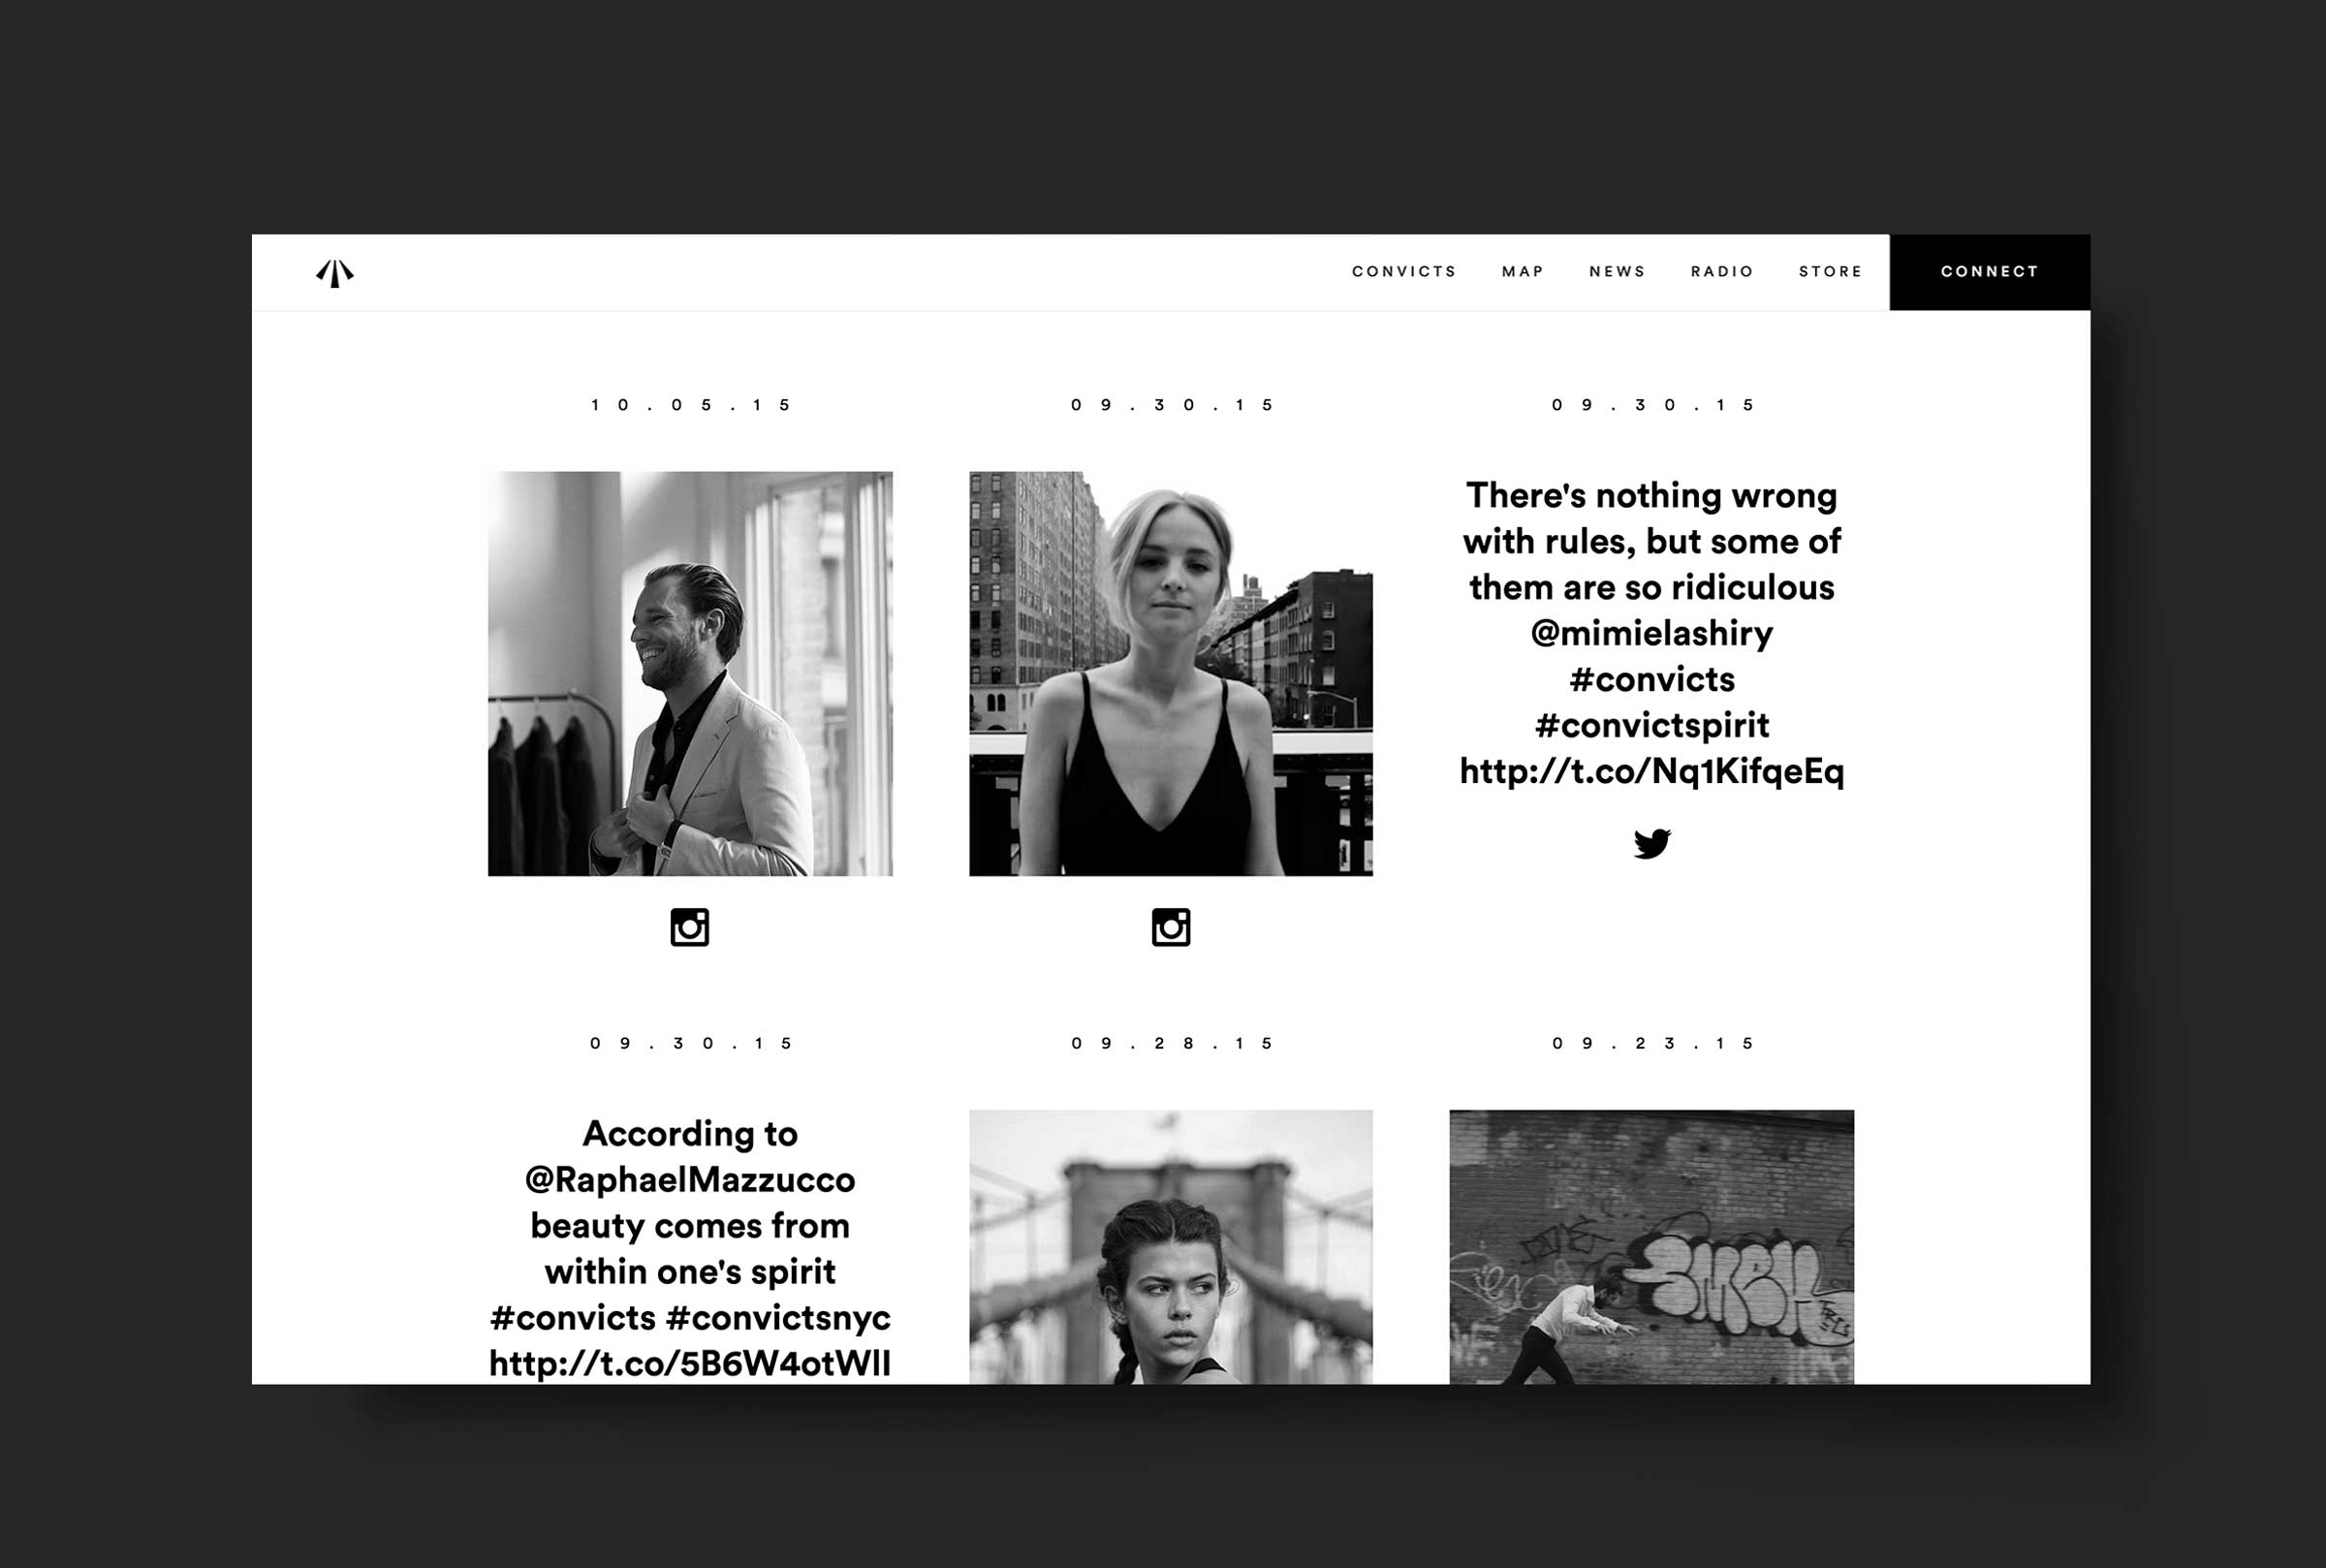 CONVICTS MAP NEWS RADIO STORE CONNECT
10.05.15
09.30.15
09.30.15
There's nothing wrong
with rules, but some of
them are so ridiculous
@mimielashiry
#convicts
#convictspirit
http://t.co/Nq1KifqeEq
09.30.15
09.28.15
09.23.15
According to
@RaphaelMazzucco
beauty comes from
within one's spirit
#convicts #convictsnyc
http://t.co/5B6W4otWll